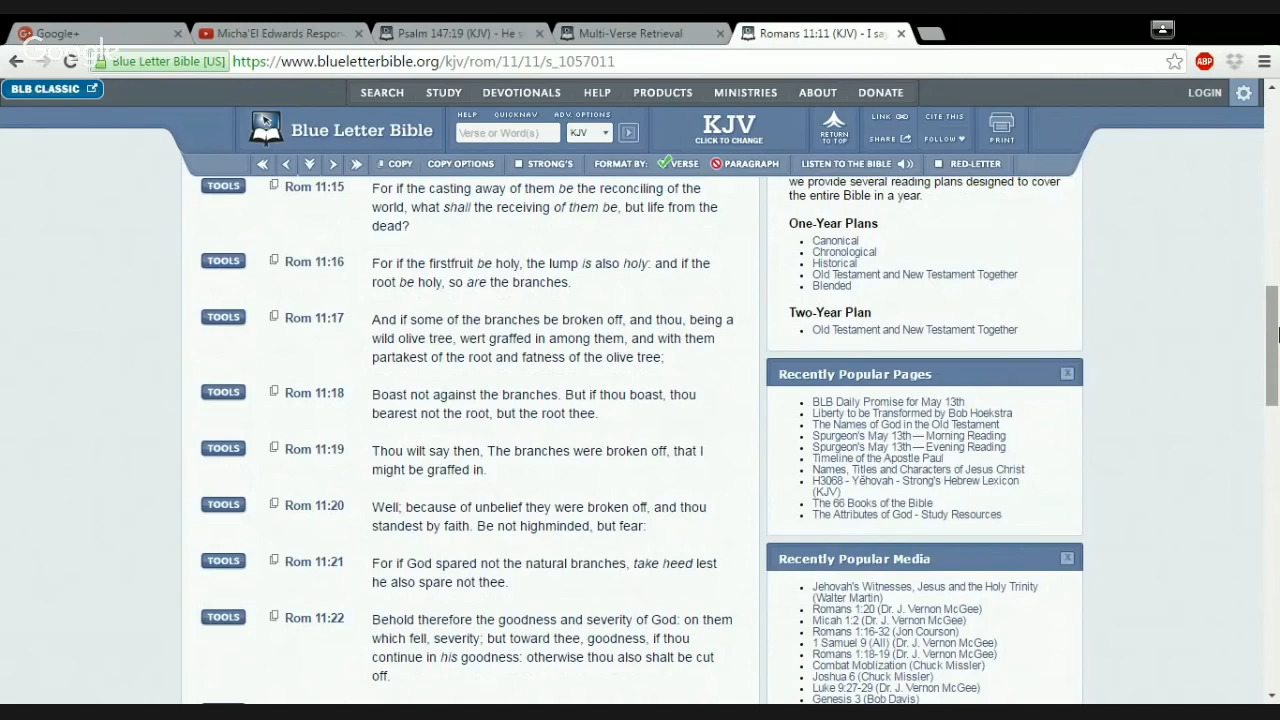 Google+
Micha'El Edwards Respon
Psalm 147:19 (KJV) - He s
Multi-Verse Retrieval
Romans 11:11 (KJV) - I say
Google
Blue Letter Bible [US]
https://www.blueletterbible.org/kjv/rom/11/11/s_1057011
ABP
BLB CLASSIC
SEARCH STUDY DEVOTIONALS HELP PRODUCTS MINISTRIES ABOUT DONATE
LOGIN
Blue Letter Bible
HELP QUICKNAV ADV. OPTIONS
Verse or Word(s)
KJV
KJV
CLICK TO CHANGE
RETURN
TO TOP
LINK CITE THIS
SHARE FOLLOW
PRINT
COPY COPY OPTIONS STRONG'S FORMAT BY: VERSE PARAGRAPH LISTEN TO THE BIBLE RED-LETTER
TOOLS Rom 11:15 For if the casting away of them be the reconciling of the
world, what shall the receiving of them be, but life from the
dead?
TOOLS Rom 11:16 For if the firstfruit be holy, the lump is also holy: and if the
root be holy, so are the branches.
TOOLS Rom 11:17 And if some of the branches be broken off, and thou, being a
wild olive tree, wert graffed in among them, and with them
partakest of the root and fatness of the olive tree;
TOOLS Rom 11:18 Boast not against the branches. But if thou boast, thou
bearest not the root, but the root thee.
TOOLS Rom 11:19 Thou wilt say then, The branches were broken off, that I
might be graffed in.
TOOLS Rom 11:20 Well; because of unbelief they were broken off, and thou
standest by faith. Be not highminded, but fear:
TOOLS Rom 11:21 For if God spared not the natural branches, take heed lest
he also spare not thee.
TOOLS Rom 11:22 Behold therefore the goodness and severity of God: on them
which fell, severity; but toward thee, goodness, if thou
continue in his goodness: otherwise thou also shalt be cut
off.
we provide several reading plans designed to cover
the entire Bible in a year.
One-Year Plans
Canonical
Chronological
Historical
Old Testament and New Testament Together
Blended
Two-Year Plan
Old Testament and New Testament Together
Recently Popular Pages
BLB Daily Promise for May 13th
Liberty to be Transformed by Bob Hoekstra
The Names of God in the Old Testament
Spurgeon's May 13th — Morning Reading
Spurgeon's May 13th — Evening Reading
Timeline of the Apostle Paul
Names, Titles and Characters of Jesus Christ
H3068 - Yĕhovah - Strong's Hebrew Lexicon
(KJV)
The 66 Books of the Bible
The Attributes of God - Study Resources
Recently Popular Media
Jehovah's Witnesses, Jesus and the Holy Trinity
(Walter Martin)
Romans 1:20 (Dr. J. Vernon McGee)
Micah 1:2 (Dr. J. Vernon McGee)
Romans 1:16-32 (Jon Courson)
1 Samuel 9 (All) (Dr. J. Vernon McGee)
Romans 1:18-19 (Dr. J. Vernon McGee)
Combat Moblization (Chuck Missler)
Joshua 6 (Chuck Missler)
Luke 9:27-29 (Dr. J. Vernon McGee)
Genesis 3 (Bob Davis)